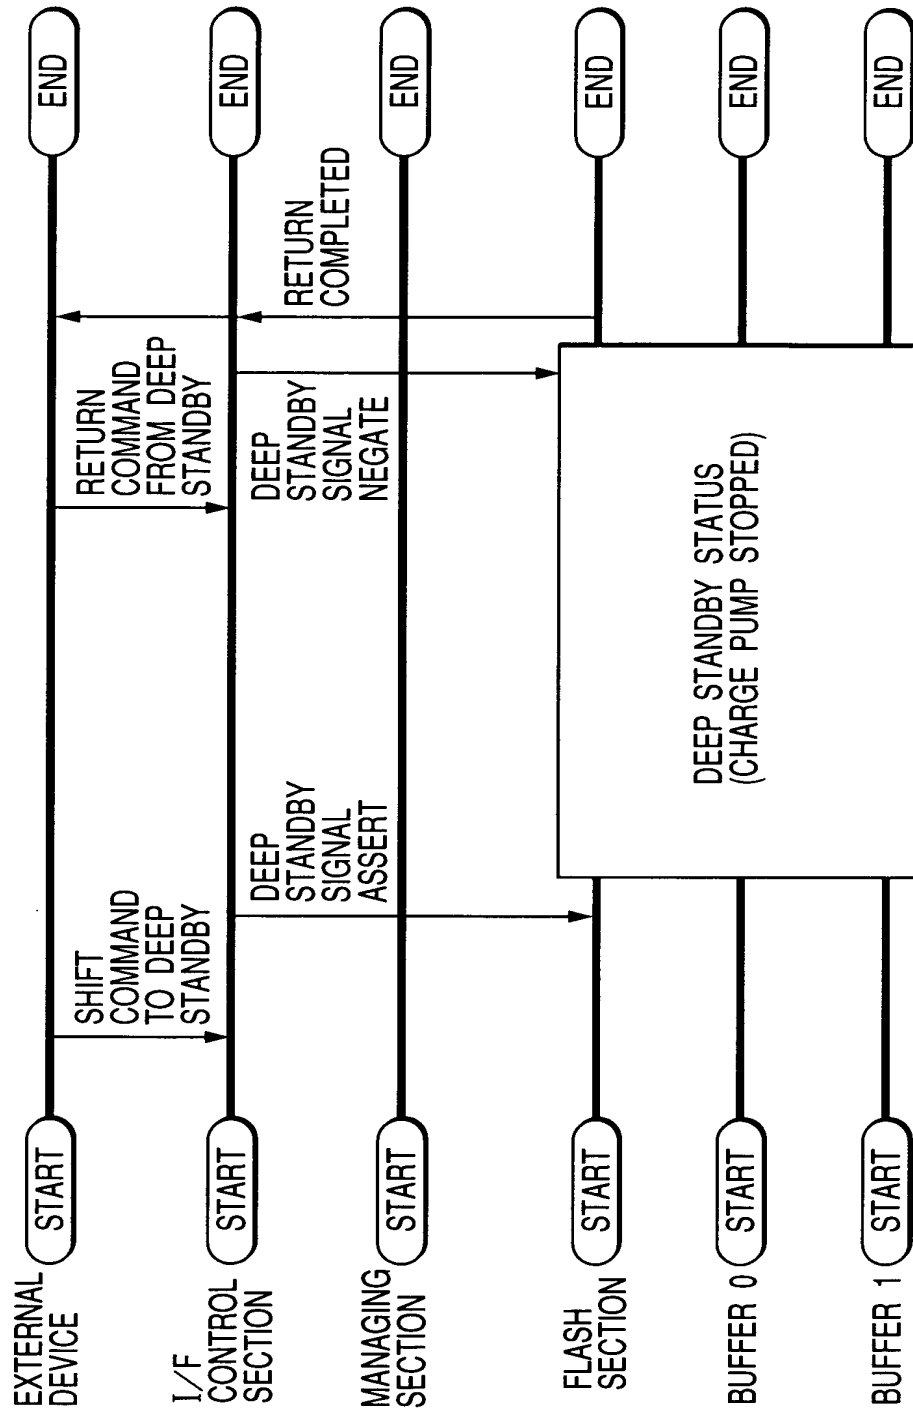 EXTERNAL
DEVICE
START
END
SHIFT
COMMAND
TO DEEP
STANDBY
RETURN
COMMAND
FROM DEEP
STANDBY
I/F
CONTROL
SECTION
START
END
DEEP
STANDBY
SIGNAL
ASSERT
DEEP
STANDBY
SIGNAL
NEGATE
RETURN
COMPLETED
MANAGING
SECTION
START
END
FLASH
SECTION
START
END
DEEP STANDBY STATUS
(CHARGE PUMP STOPPED)
BUFFER 0
START
END
BUFFER 1
START
END